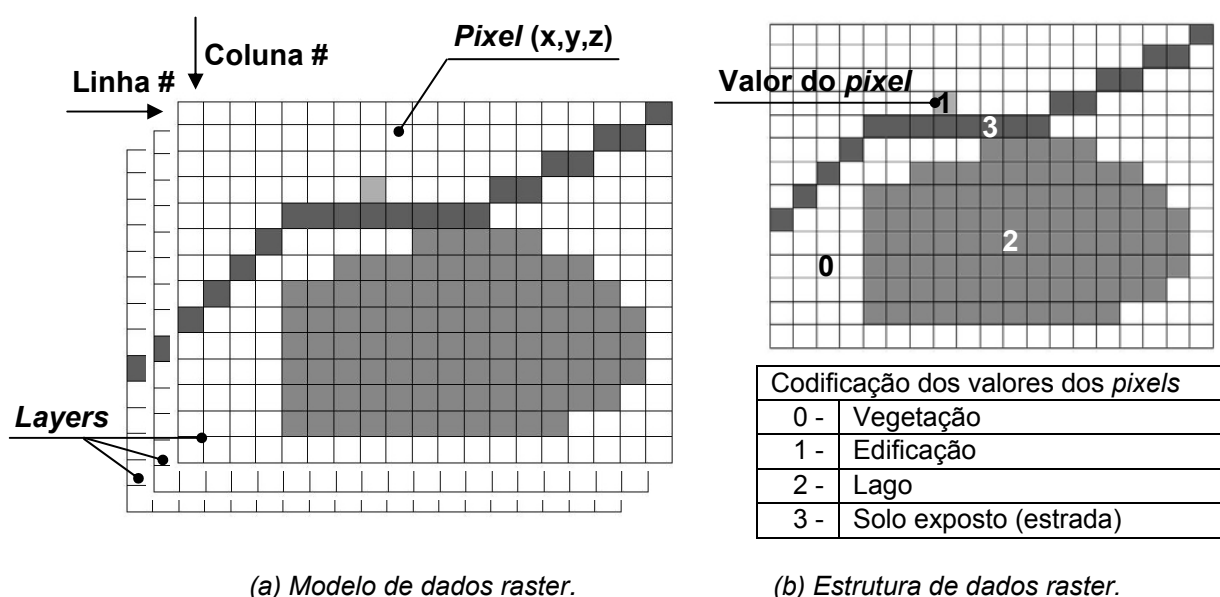 Coluna #
Linha #
Pixel (x,y,z)
Layers
(a) Modelo de dados raster.
Valor do pixel
1
3
2
0
Codificação dos valores dos pixels
0 - Vegetação
1 - Edificação
2 - Lago
3 - Solo exposto (estrada)
(b) Estrutura de dados raster.